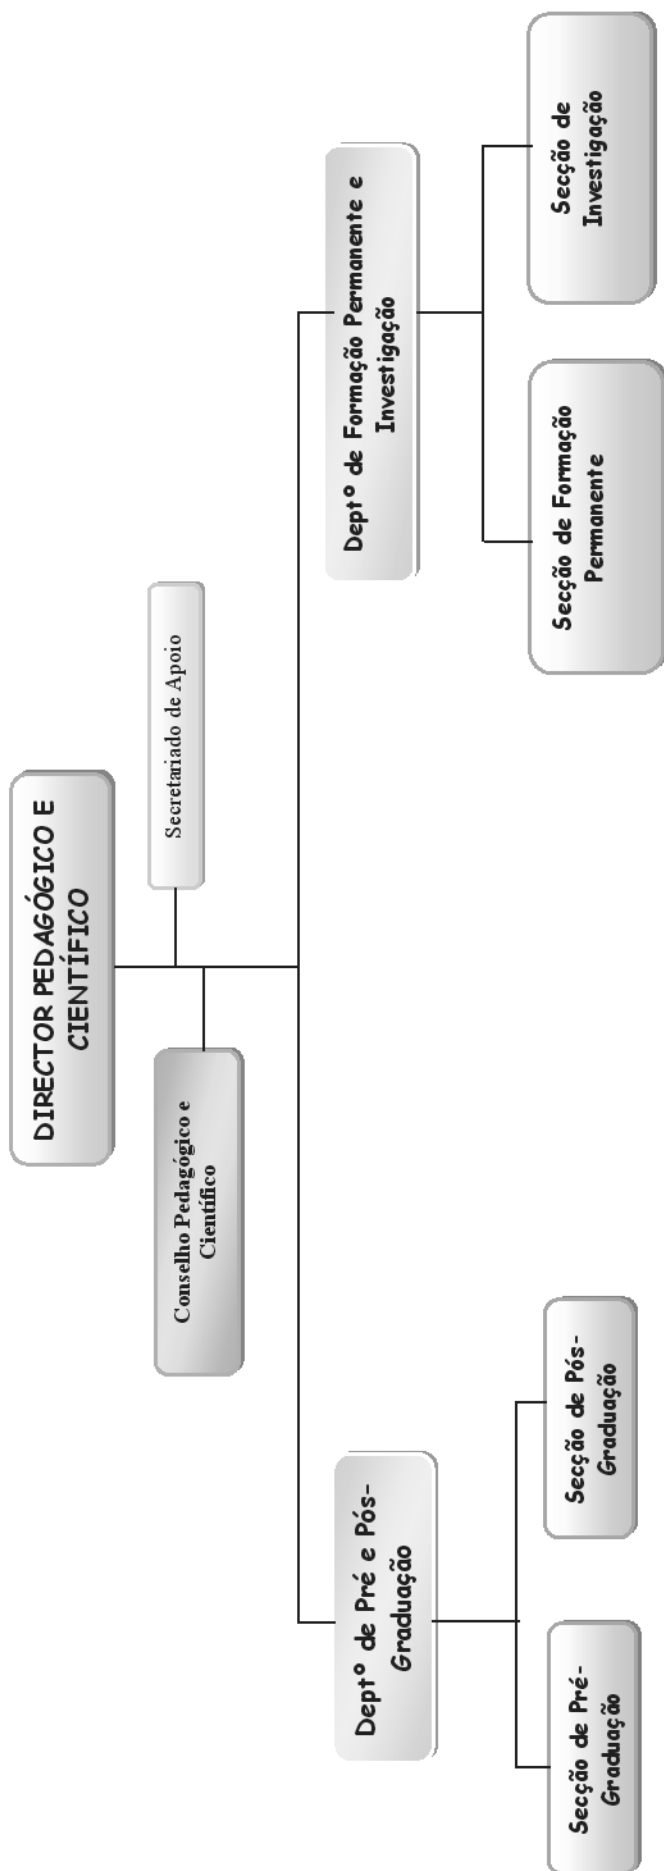 DIRECTOR PEDAGÓGICO E
CIENTÍFICO
Secretariado de Apoio
Conselho Pedagógico e
Científico
Deptº de Pré e Pós-
Graduação
Deptº de Formação Permanente e
Investigação
Secção de Pré-
Graduação
Secção de Pós-
Graduação
Secção de Formação
Permanente
Secção de
Investigação